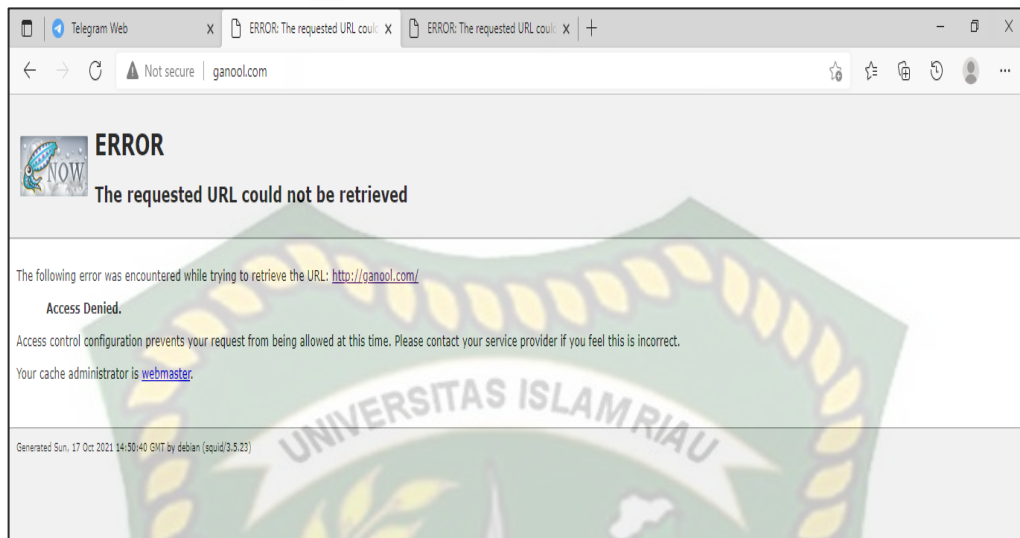 Telegram Web
ERROR: The requested URL coul
ERROR: The requested URL coul
Not secure
ganool.com
NOW
ERROR
The requested URL could not be retrieved
The following error was encountered while trying to retrieve the URL: http://ganool.com/
Access Denied.
Access control configuration prevents your request from being allowed at this time. Please contact your service provider if you feel this is incorrect.
Your cache administrator is webmaster.
UNIVERSITAS ISLAM RIAU
Generated Sun, 17 Oct 2021 14:50:40 GMT by debian (squid/3.5.23)